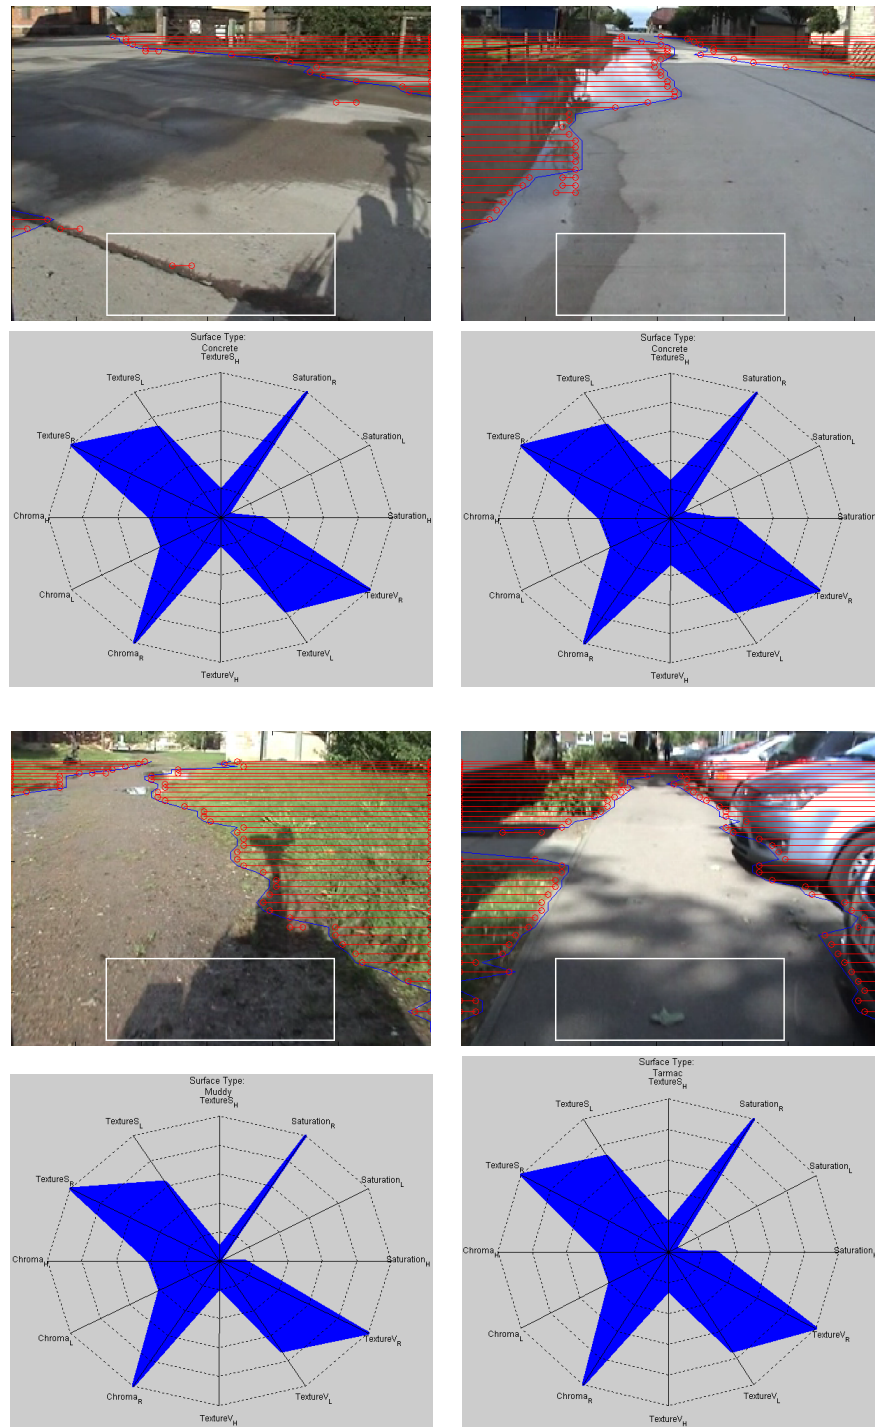 Surface Type:
Concrete
TextureS_H
TextureS_L
Saturation_R
TextureS_R
Saturation_L
Chroma_H
Saturation_H
Chroma_L
TextureV_R
Chroma_R
TextureV_L
TextureV_H
Surface Type:
Concrete
TextureS_H
TextureS_L
Saturation_R
TextureS_R
Saturation_L
Chroma_H
Saturation
Chroma_L
TextureV_R
Chroma_R
TextureV_L
TextureV_H
Surface Type:
Muddy
TextureS_H
TextureS_L
Saturation_R
TextureS_R
Saturation_L
Chroma_H
Saturation_H
Chroma_L
TextureV_R
Chroma_R
TextureV_L
TextureV_H
Surface Type:
Tarmac
TextureS_H
TextureS_L
Saturation_R
TextureS_R
Saturation_L
Chroma_H
Saturation
Chroma_L
TextureV_R
Chroma_R
TextureV_L
TextureV_H